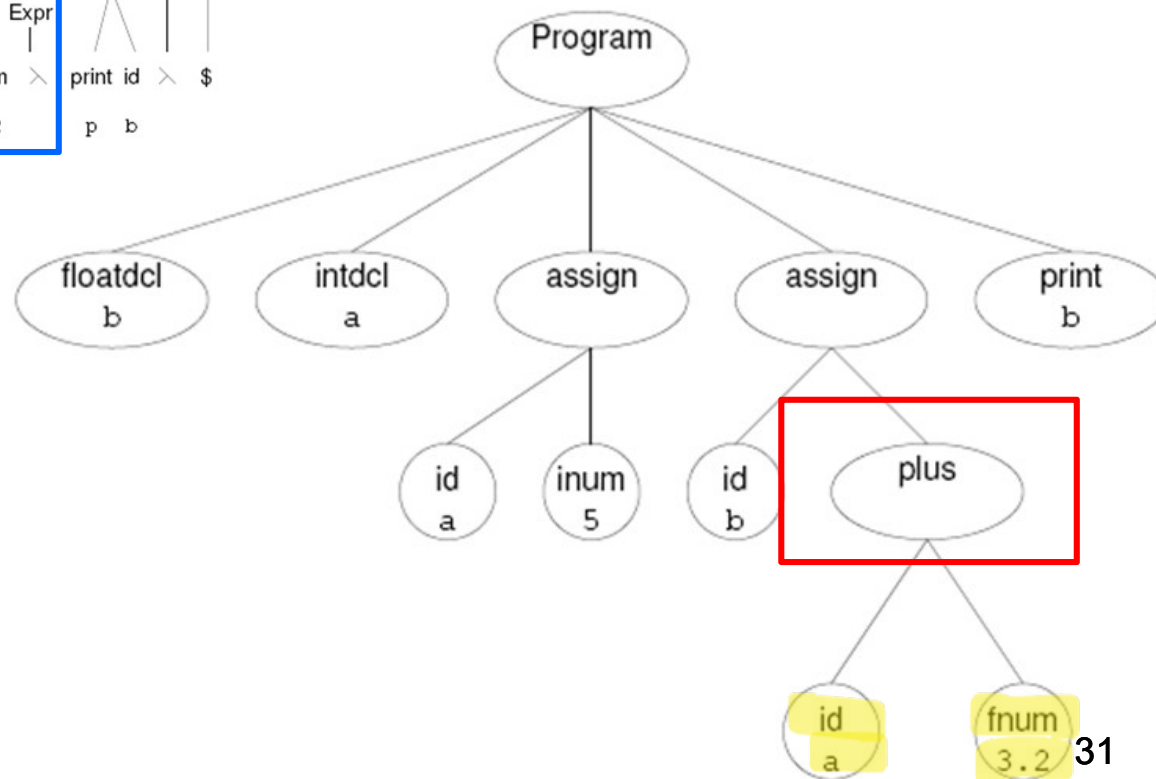 Expr
print id λ $
p b
Program
floatdcl intdcl assign assign print
b a b
id inum id plus
a 5 b
id fnum
a 3.2 31